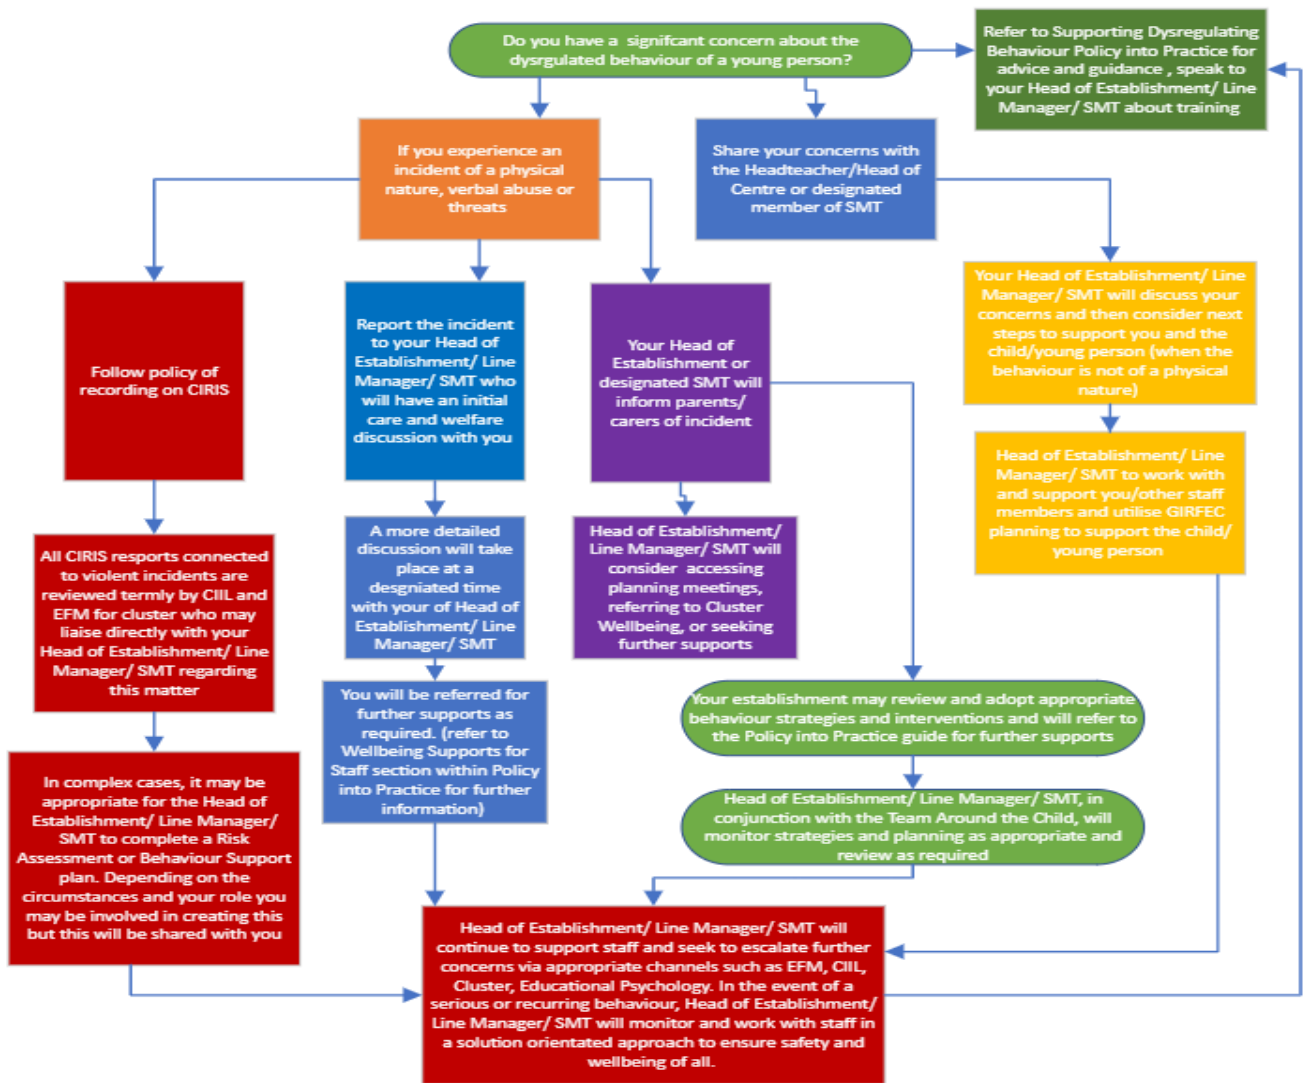 Do you have a  signifcant concern about the
dysrgulated behaviour of a young person?
Refer to Supporting Dysregulating
Behaviour Policy into Practice for
advice and guidance , speak to
your Head of Establishment/ Line
Manager/ SMT about training
If you experience an
incident of a physical
nature, verbal abuse or
threats
Share your concerns with
the Headteacher/Head of
Centre or designated
member of SMT
Follow policy of
recording on CIRIS
Report the incident
to your Head of
Establishment/ Line
Manager/ SMT who
will have an initial
care and welfare
discussion with you
Your Head of
Establishment or
designated SMT will
inform parents/
carers of incident
Your Head of Establishment/ Line
Manager/ SMT will discuss your
concerns and then consider next
steps to support you and the
child/young person (when the
behaviour is not of a physical
nature)
Head of Establishment/ Line
Manager/ SMT to work with
and support you/other staff
members and utilise GIRFEC
planning to support the child/
young person
All CIRIS resports connected
to violent incidents are
reviewed termly by CIIL and
EFM for cluster who may
liaise directly with your
Head of Establishment/ Line
Manager/ SMT regarding
this matter
A more detailed
discussion will take
place at a
desgniated time
with your of Head of
Establishment/ Line
Manager/ SMT
Head of Establishment/
Line Manager/ SMT will
consider  accessing
planning meetings,
referring to Cluster
Wellbeing, or seeking
further supports
You will be referred for
further supports as
required. (refer to
Wellbeing Supports for
Staff section within Policy
into Practice for further
information)
Your establishment may review and adopt appropriate
behaviour strategies and interventions and will refer to
the Policy into Practice guide for further supports
In complex cases, it may be
appropriate for the Head of
Establishment/ Line Manager/
SMT to complete a Risk
Assessment or Behaviour Support
plan. Depending on the
circumstances and your role you
may be involved in creating this
but this will be shared with you
Head of Establishment/ Line Manager/ SMT, in
conjunction with the Team Around the Child, will
monitor strategies and planning as appropriate and
review as required
Head of Establishment/ Line Manager/ SMT will
continue to support staff and seek to escalate further
concerns via appropriate channels such as EFM, CIIL,
Cluster, Educational Psychology. In the event of a
serious or recurring behaviour, Head of Establishment/
Line Manager/ SMT will monitor and work with staff in
a solution orientated approach to ensure safety and
wellbeing of all.